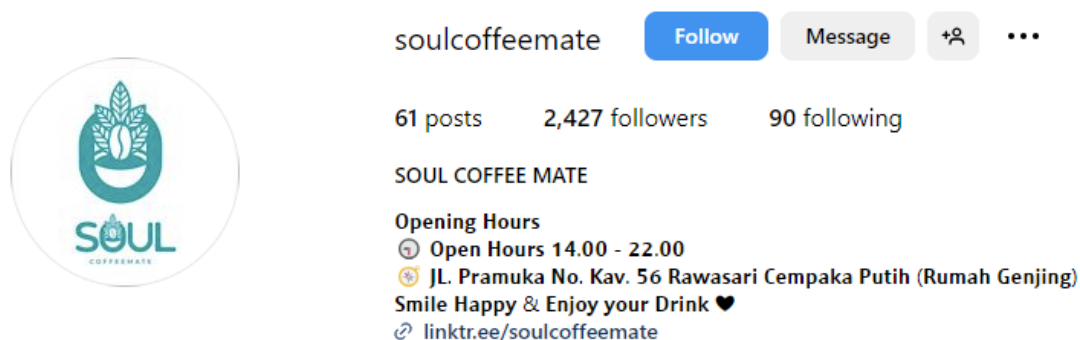 soulcoffeemate Follow Message
61 posts 2,427 followers 90 following
SOUL COFFEE MATE
Opening Hours
Open Hours 14.00 - 22.00
JL. Pramuka No. Kav. 56 Rawasari Cempaka Putih (Rumah Genjing)
Smile Happy & Enjoy your Drink 🖤
linktr.ee/soulcoffeemate
SOUL
COFFEEMATE